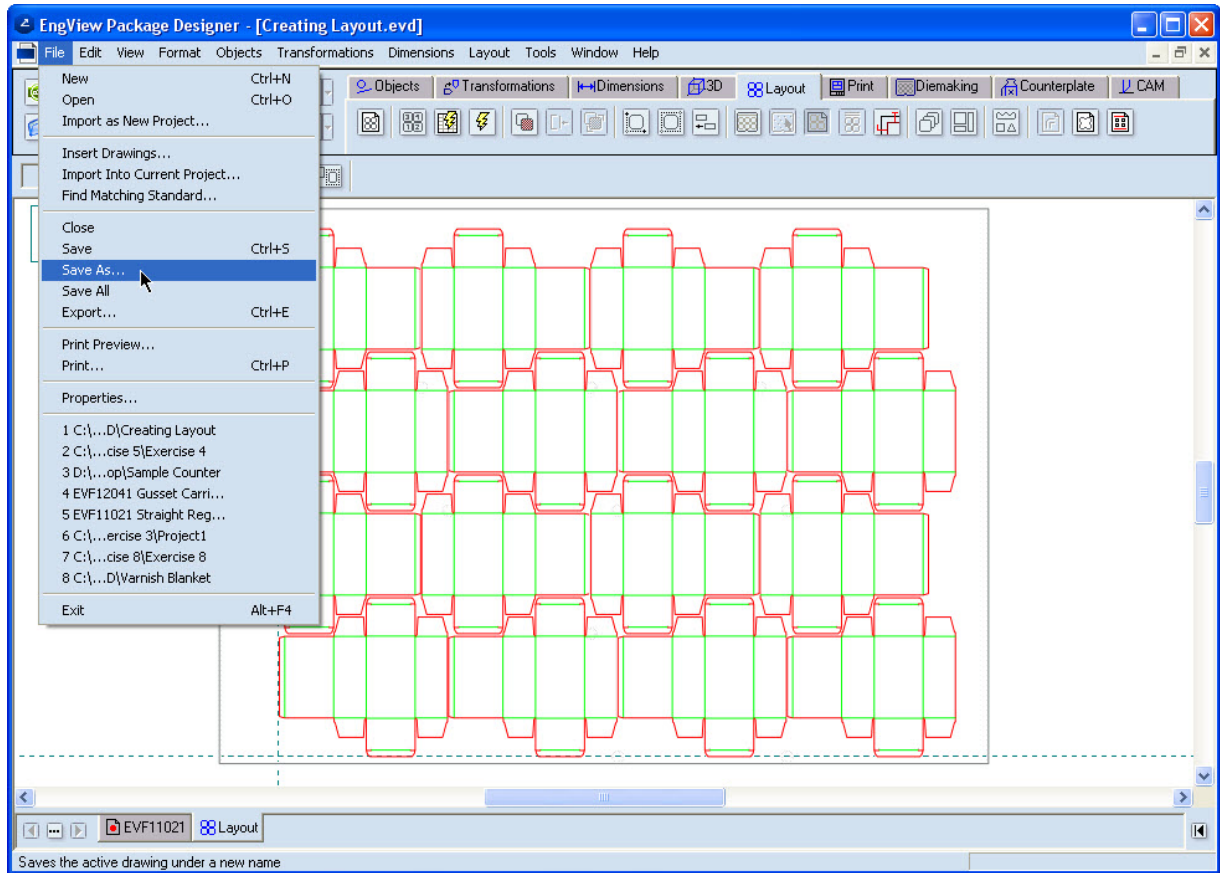 EngView Package Designer - [Creating Layout.evd]
File Edit View Format Objects Transformations Dimensions Layout Tools Window Help
Objects Transformations Dimensions 3D Layout Print Diemaking Counterplate CAM
New Ctrl+N
Open Ctrl+O
Import as New Project...
Insert Drawings...
Import Into Current Project...
Find Matching Standard...
Close
Save Ctrl+S
Save As...
Save All
Export... Ctrl+E
Print Preview...
Print... Ctrl+P
Properties...
1 C:\...D\Creating Layout
2 C:\...cise 5\Exercise 4
3 D:\...op\Sample Counter
4 EVF12041 Gusset Carri...
5 EVF11021 Straight Reg...
6 C:\...ercise 3\Project1
7 C:\...cise 8\Exercise 8
8 C:\...D\Varnish Blanket
Exit Alt+F4
EVF11021 Layout
Saves the active drawing under a new name